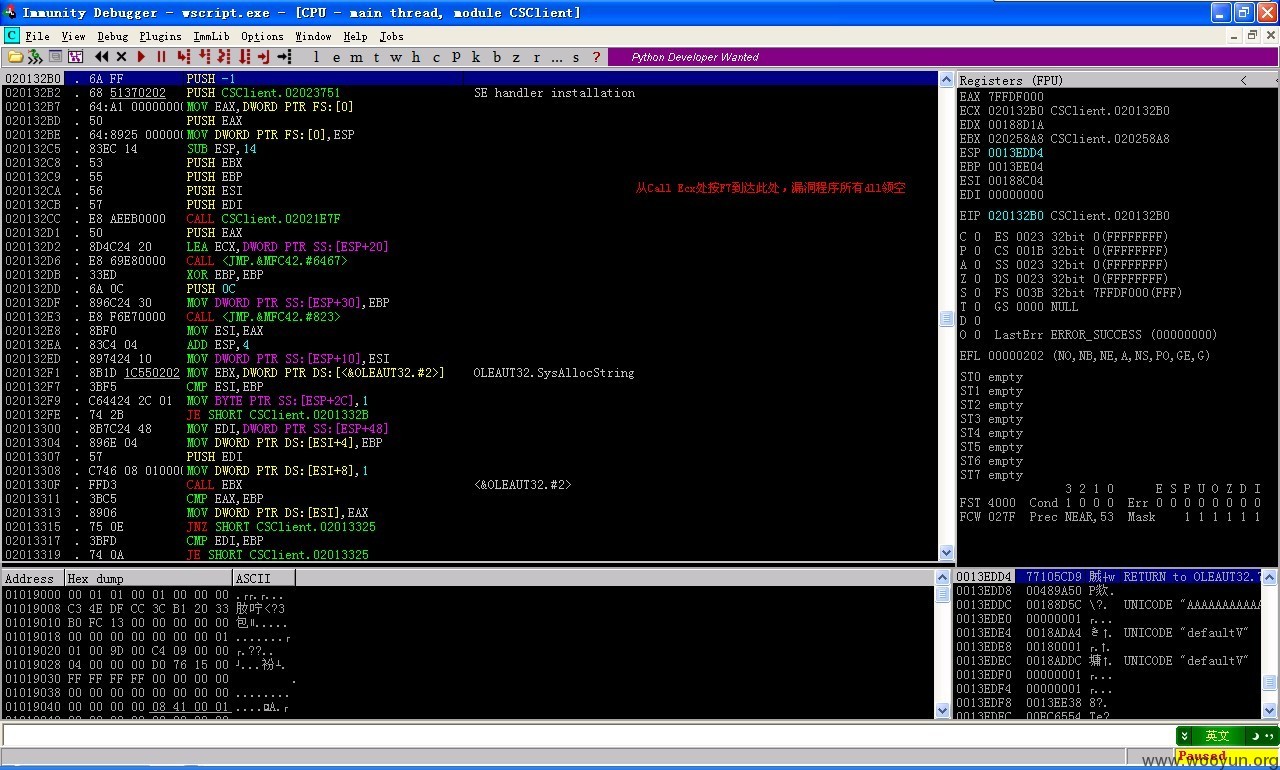 Immunity Debugger - wscript.exe - [CPU - main thread, module CSClient]
C File View Debug Plugins ImmLib Options Window Help Jobs
l e m t w h c P k b z r ... s ? Python Developer Wanted
020132B0 . 6A FF PUSH -1
020132B2 . 68 51370202 PUSH CSClient.02023751 SE handler installation
020132B7 . 64:A1 0000000( MOV EAX,DWORD PTR FS:[0]
020132BD . 50 PUSH EAX
020132BE . 64:8925 00000( MOV DWORD PTR FS:[0],ESP
020132C5 . 83EC 14 SUB ESP,14
020132C8 . 53 PUSH EBX
020132C9 . 55 PUSH EBP
020132CA . 56 PUSH ESI
从Call Ecx处按F7到达此处，漏洞程序所有dll领空
020132CB . 57 PUSH EDI
020132CC . E8 AEEB0000 CALL CSClient.02021E7F
020132D1 . 50 PUSH EAX
020132D2 . 8D4C24 20 LEA ECX,DWORD PTR SS:[ESP+20]
020132D6 . E8 69E80000 CALL <JMP.&MFC42.#6467>
020132DB . 33ED XOR EBP,EBP
020132DD . 6A 0C PUSH 0C
020132DF . 896C24 30 MOV DWORD PTR SS:[ESP+30],EBP
020132E3 . E8 F6E70000 CALL <JMP.&MFC42.#823>
020132E8 . 8BF0 MOV ESI,EAX
020132EA . 83C4 04 ADD ESP,4
020132ED . 897424 10 MOV DWORD PTR SS:[ESP+10],ESI
020132F1 . 8B1D 1C550202 MOV EBX,DWORD PTR DS:[<&OLEAUT32.#2>] OLEAUT32.SysAllocString
020132F7 . 3BF5 CMP ESI,EBP
020132F9 . C64424 2C 01 MOV BYTE PTR SS:[ESP+2C],1
020132FE . 74 2B JE SHORT CSClient.0201332B
02013300 . 8B7C24 48 MOV EDI,DWORD PTR SS:[ESP+48]
02013304 . 896E 04 MOV DWORD PTR DS:[ESI+4],EBP
02013307 . 57 PUSH EDI
02013308 . C746 08 01000( MOV DWORD PTR DS:[ESI+8],1
0201330F . FFD3 CALL EBX <&OLEAUT32.#2>
02013311 . 3BC5 CMP EAX,EBP
02013313 . 8906 MOV DWORD PTR DS:[ESI],EAX
02013315 . 75 0E JNZ SHORT CSClient.02013325
02013317 . 3BFD CMP EDI,EBP
02013319 . 74 0A JE SHORT CSClient.02013325
Registers (FPU) <
EAX 7FFDF000
ECX 020132B0 CSClient.020132B0
EDX 00188D1A
EBX 020258A8 CSClient.020258A8
ESP 0013EDD4
EBP 0013EE04
ESI 00188C04
EDI 00000000
EIP 020132B0 CSClient.020132B0
C 0 ES 0023 32bit 0(FFFFFFFF)
P 0 CS 001B 32bit 0(FFFFFFFF)
A 0 SS 0023 32bit 0(FFFFFFFF)
Z 0 DS 0023 32bit 0(FFFFFFFF)
S 0 FS 003B 32bit 7FFDF000(FFF)
T 0 GS 0000 NULL
D 0
O 0 LastErr ERROR_SUCCESS (00000000)
EFL 00000202 (NO,NB,NE,A,NS,PO,GE,G)
ST0 empty
ST1 empty
ST2 empty
ST3 empty
ST4 empty
ST5 empty
ST6 empty
ST7 empty
3 2 1 0 E S P U O Z D I
FST 4000 Cond 1 0 0 0 Err 0 0 0 0 0 0 0 0
FCW 027F Prec NEAR,53 Mask 1 1 1 1 1 1
Address Hex dump ASCII
01019000 00 01 01 00 01 00 00 00
01019008 C3 4E DF CC 3C B1 20 33
01019010 B0 FC 13 00 00 00 00 00
01019018 00 00 00 00 00 00 00 01
01019020 01 00 9D 00 C4 09 00 00
01019028 04 00 00 00 D0 76 15 00
01019030 FF FF FF FF 00 00 00 00
01019038 00 00 00 00 00 00 00 00
01019040 00 00 00 00 08 41 00 01
0013EDD4 77105CD9 RETURN to OLEAUT32.7
0013EDD8 00489A50
0013EDDC 00188D5C \?. UNICODE "AAAAAAAAAAA
0013EDE0 00000001
0013EDE4 0018ADA4 UNICODE "defaultV"
0013EDE8 00180001
0013EDEC 0018ADDC UNICODE "defaultV"
0013EDF0 00000001
0013EDF4 00000001
0013EDF8 0013EE38 8?.
0013EDFC 00EC6554 Te?
英文
Paused
www.wooyun.org